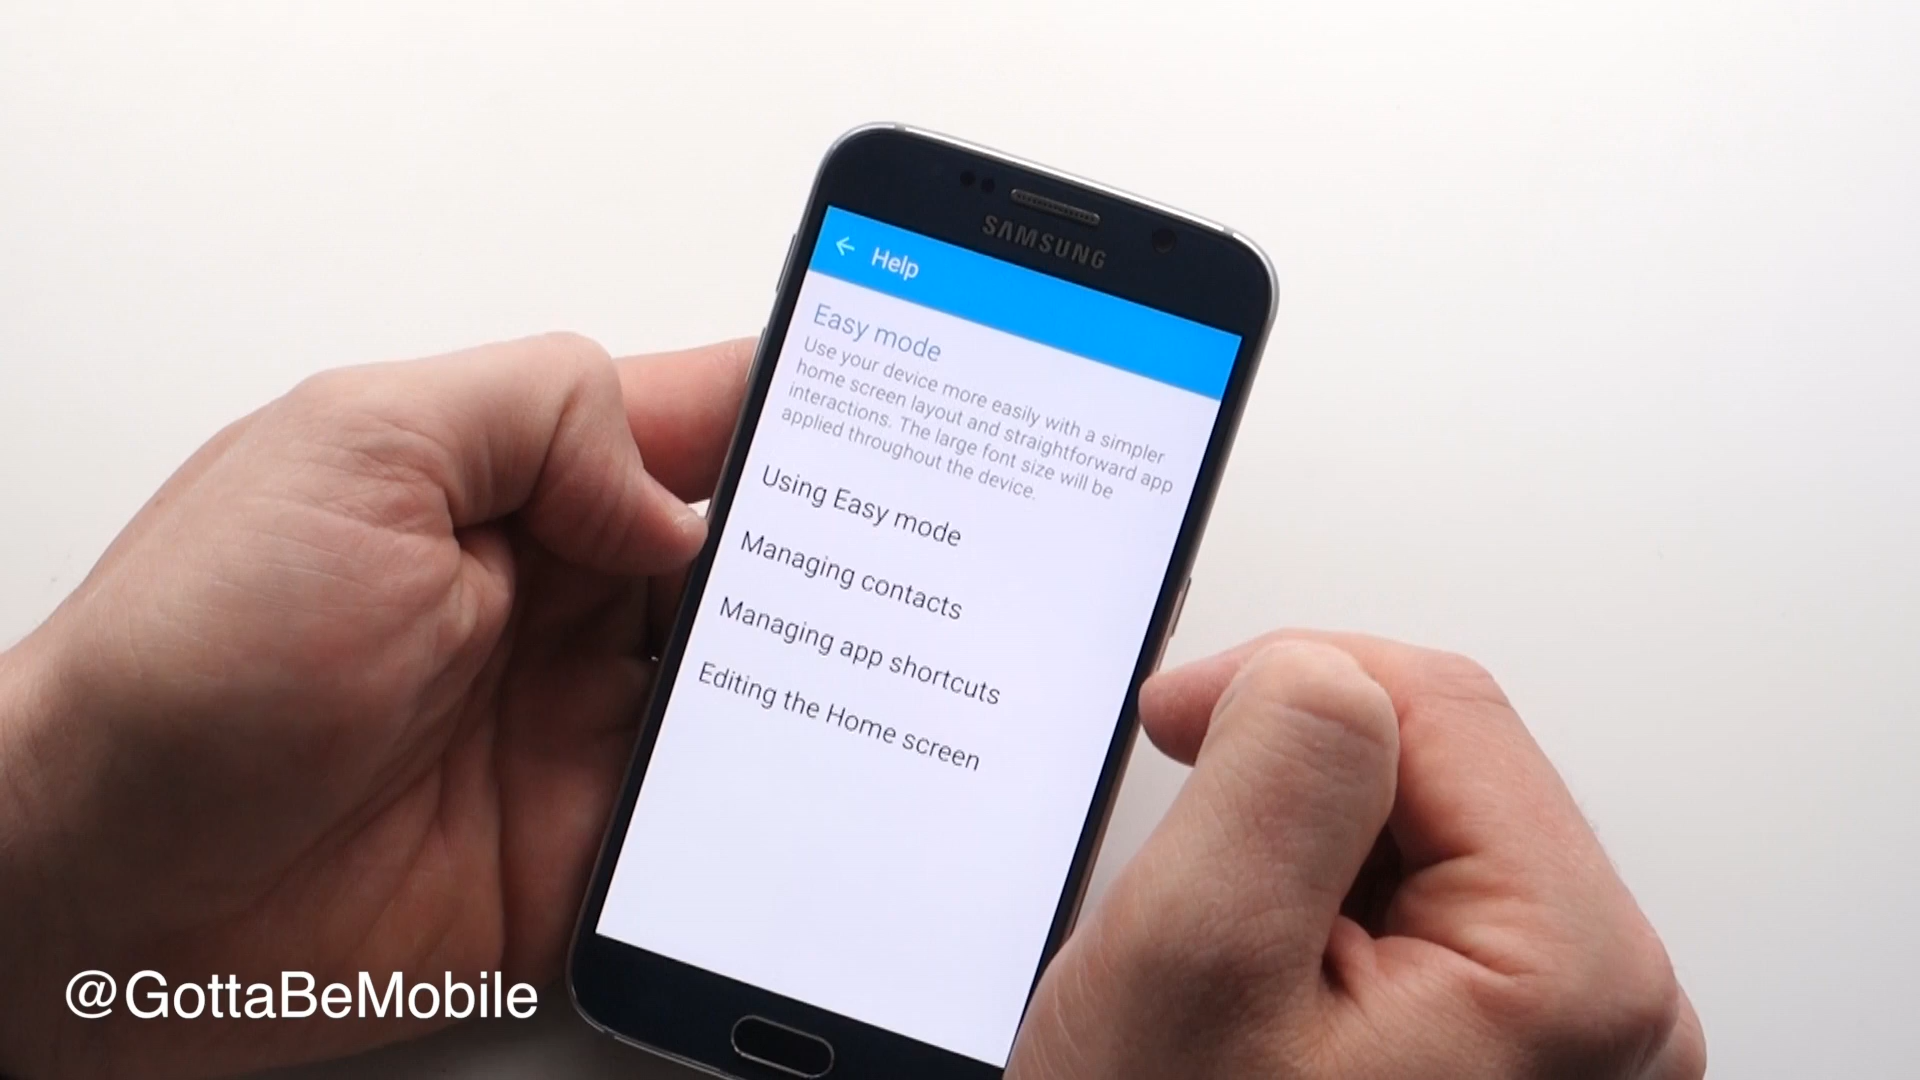 SAMSUNG
Help
Easy mode
Use your device more easily with a simpler
home screen layout and straightforward app
interactions. The large font size will be
applied throughout the device.
Using Easy mode
Managing contacts
Managing app shortcuts
Editing the Home screen
@GottaBeMobile